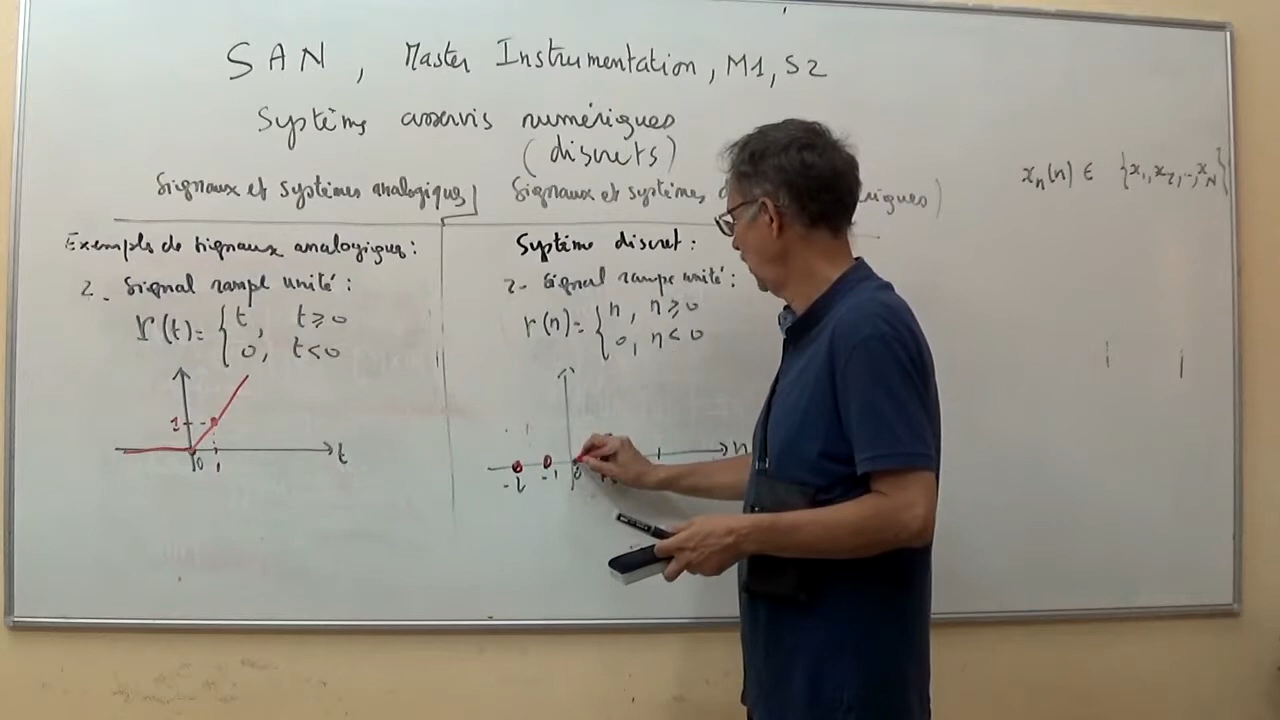 SAN, Master Instrumentation, M1, S2
Système asservis numériques
(discrets)
Signaux et systèmes analogiques
Signaux et systèmes
xn(n) ∈ {x1, x2, .., xN}
Exemple de signaux analogiques :
2. Signal rampe unité :
r(t) = { t, t ≥ 0
0, t < 0
1
0
1
t
Système discret :
2. Signal rampe unité :
r(n) = { n, n ≥ 0
0, n < 0
-2 -1 0
n